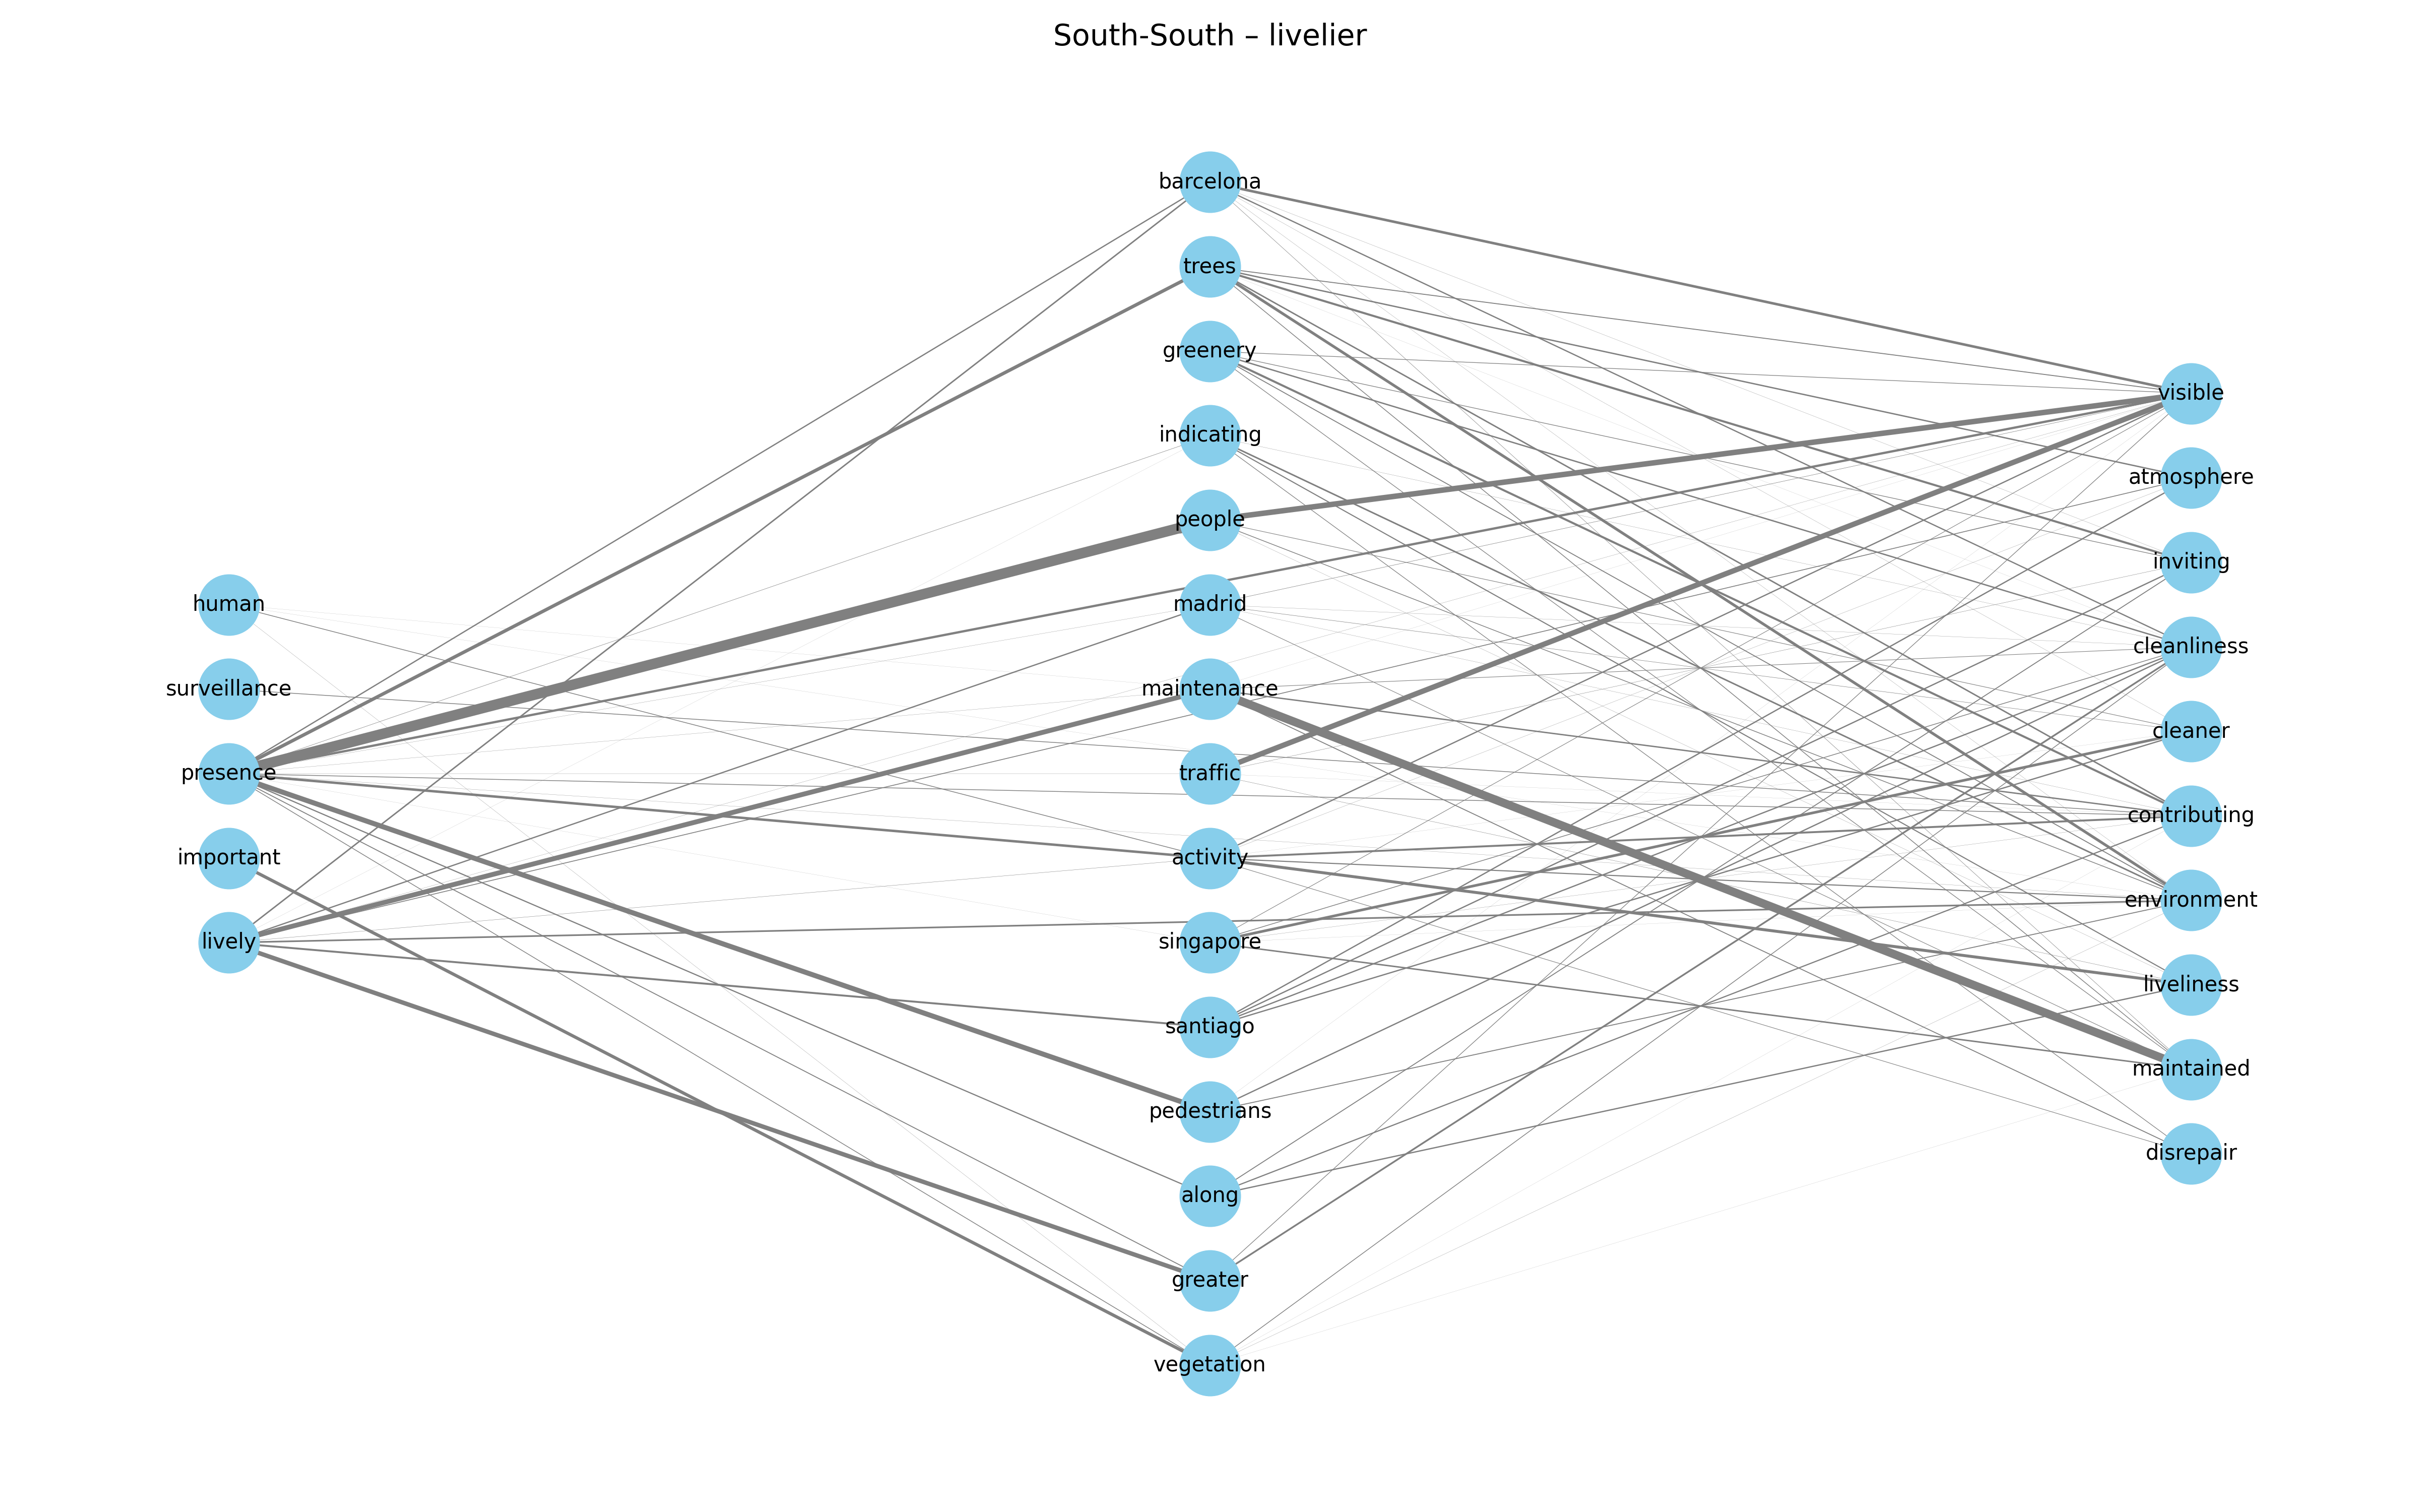 South-South – livelier
human
surveillance
presence
important
lively
barcelona
trees
greenery
indicating
people
madrid
maintenance
traffic
activity
singapore
santiago
pedestrians
along
greater
vegetation
visible
atmosphere
inviting
cleanliness
cleaner
contributing
environment
liveliness
maintained
disrepair